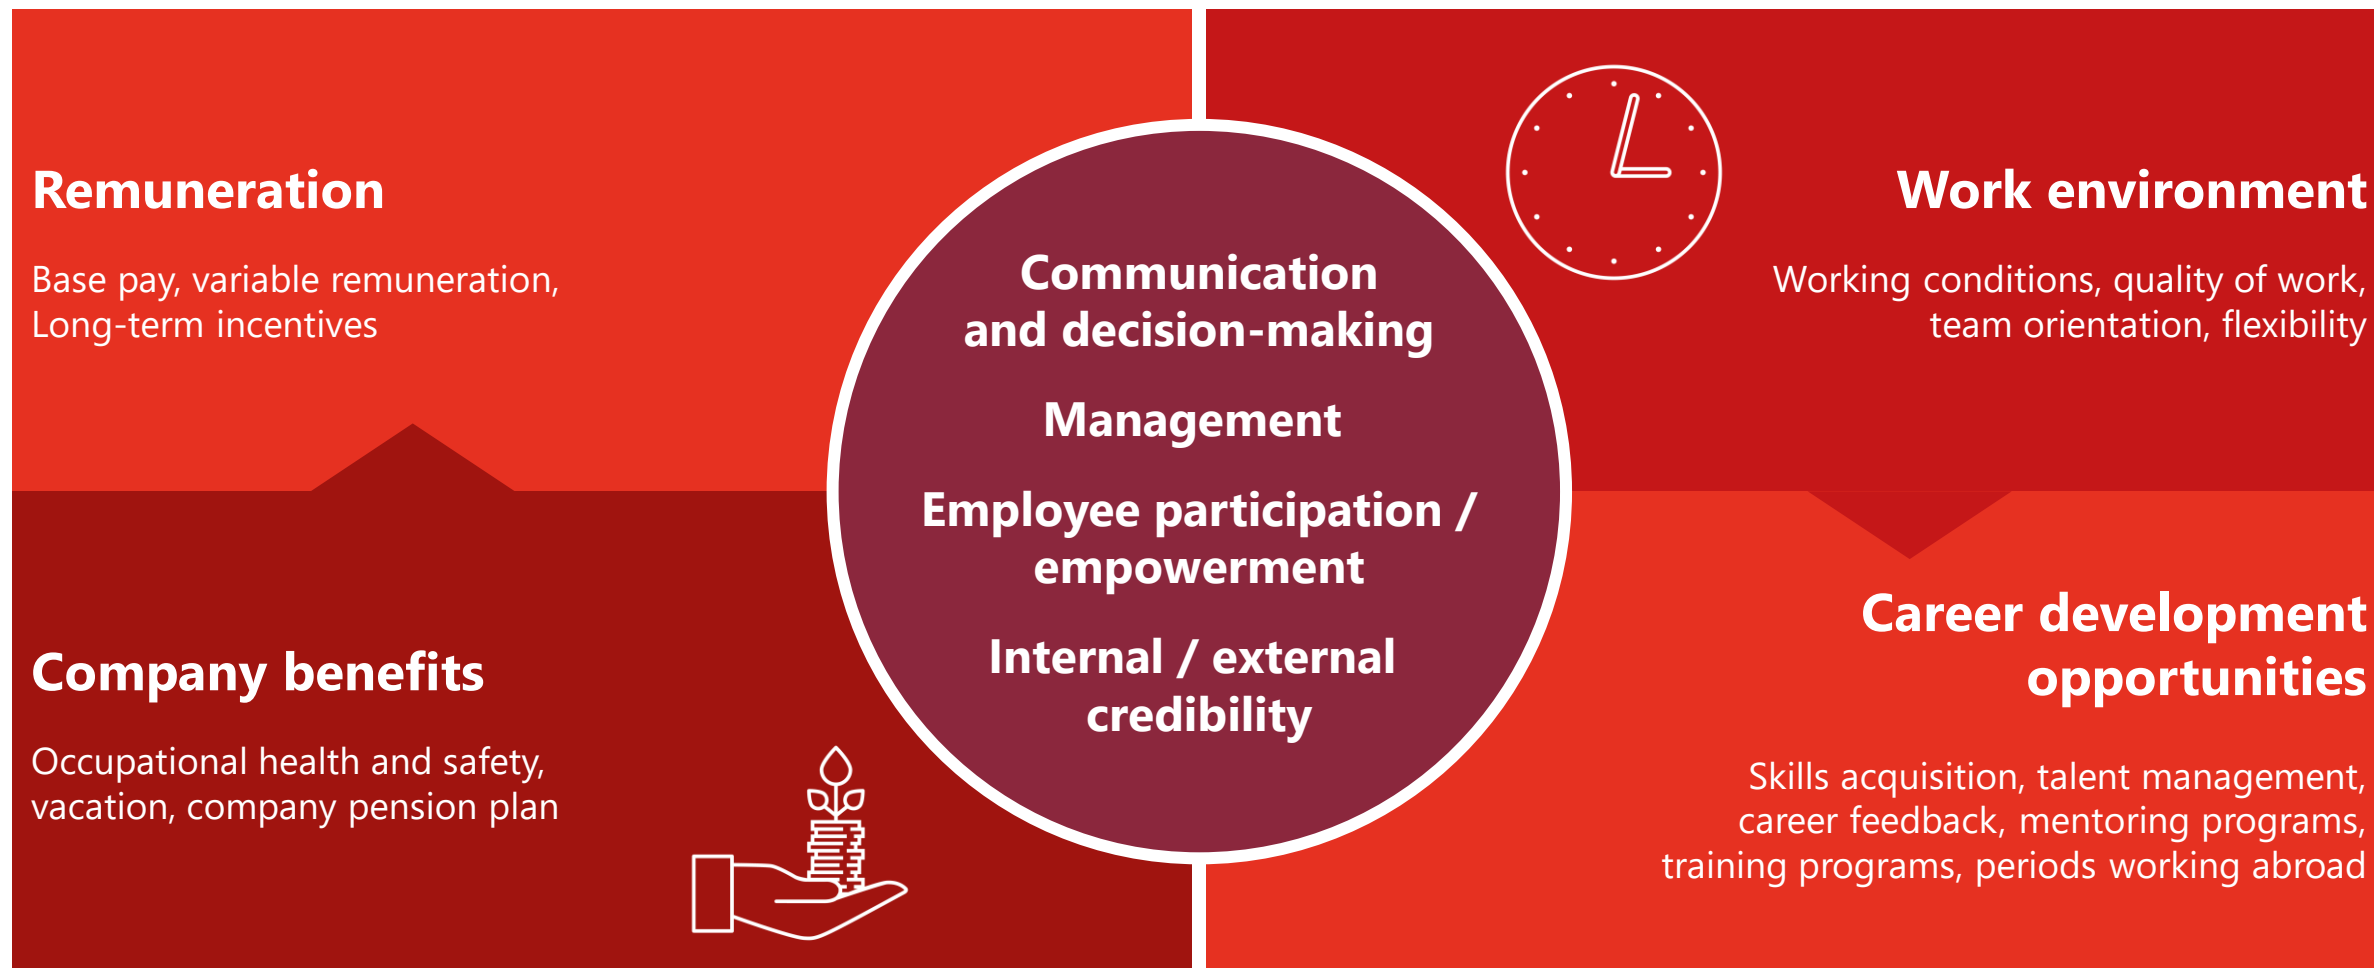 Remuneration
Base pay, variable remuneration,
Long-term incentives
Company benefits
Occupational health and safety,
vacation, company pension plan
Communication
and decision-making
Management
Employee participation /
empowerment
Internal / external
credibility
Work environment
Working conditions, quality of work,
team orientation, flexibility
Career development
opportunities
Skills acquisition, talent management,
career feedback, mentoring programs,
training programs, periods working abroad